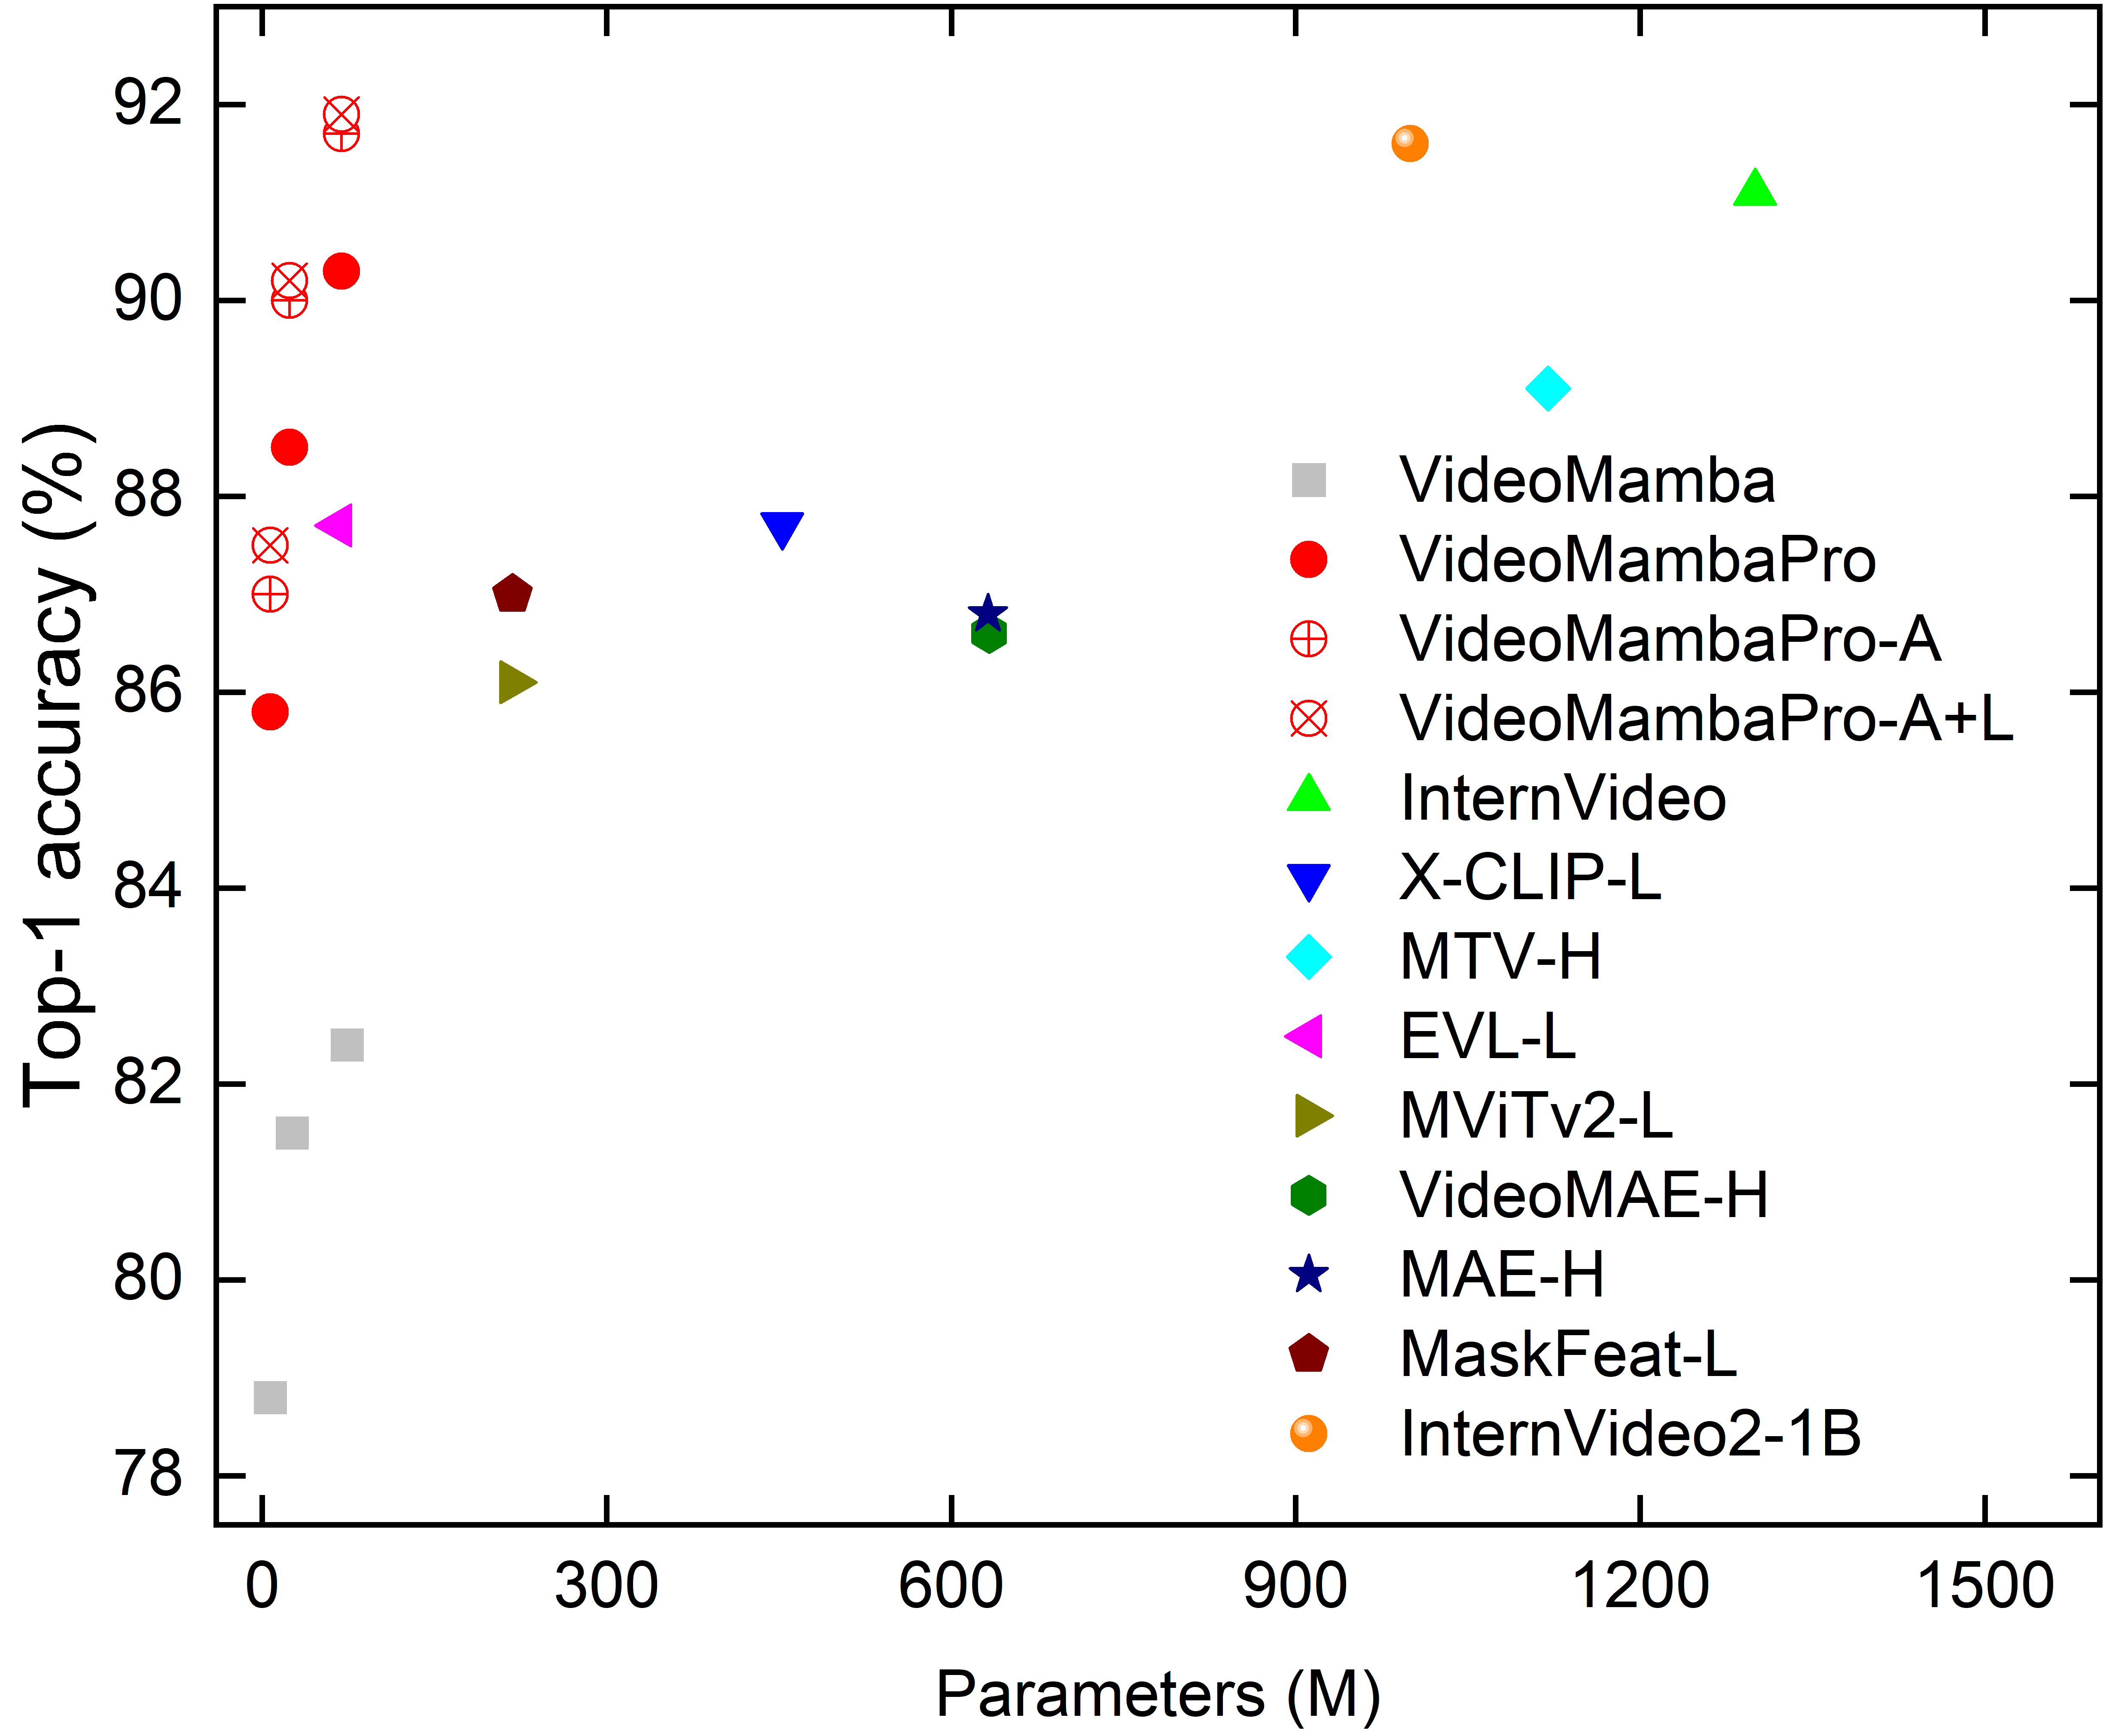 Top-1 accuracy (%)
92
90
88
86
84
82
80
78
VideoMamba
VideoMambaPro
VideoMambaPro-A
VideoMambaPro-A+L
InternVideo
X-CLIP-L
MTV-H
EVL-L
MViTv2-L
VideoMAE-H
MAE-H
MaskFeat-L
InternVideo2-1B
0 300 600 900 1200 1500
Parameters (M)